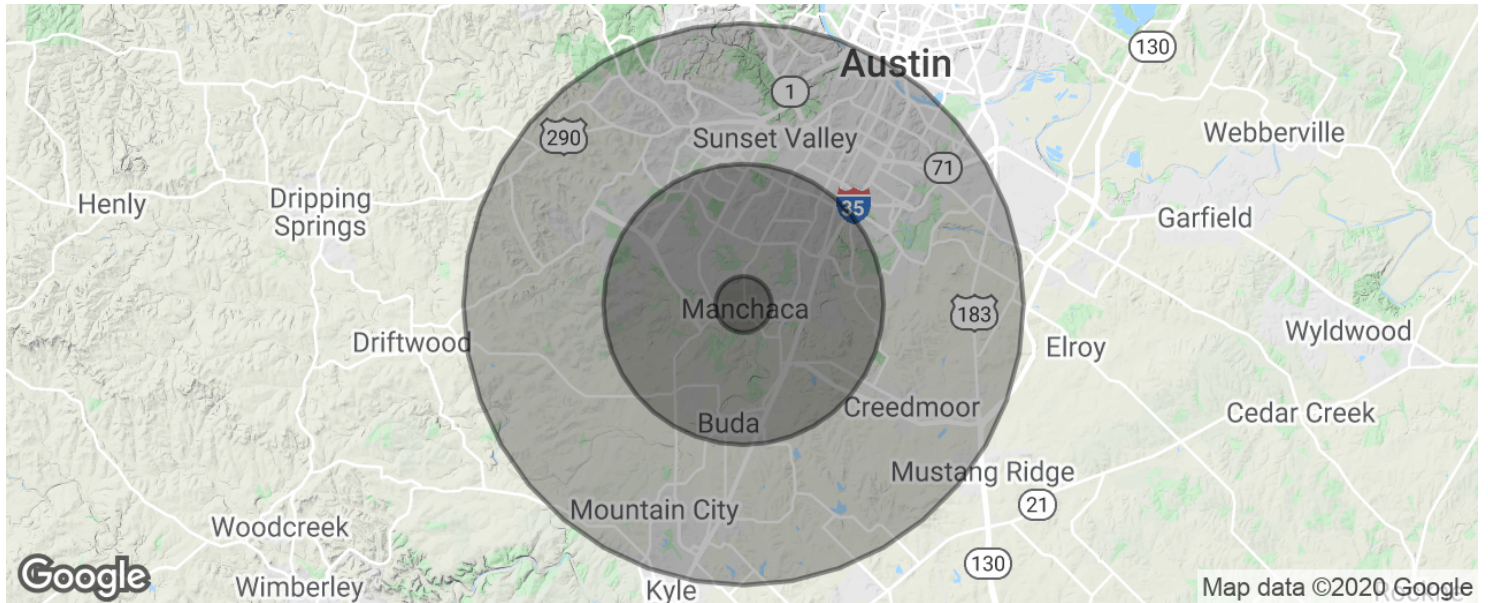 130
Austin
1
290
Sunset Valley
Webberville
71
Dripping
Springs
Henly
35
Garfield
Manchaca
183
Wyldwood
Driftwood
Elroy
Creedmoor
Cedar Creek
Buda
Mustang Ridge
21
Mountain City
Woodcreek
130
Google
Wimberley
Kyle
Map data ©2020 Google